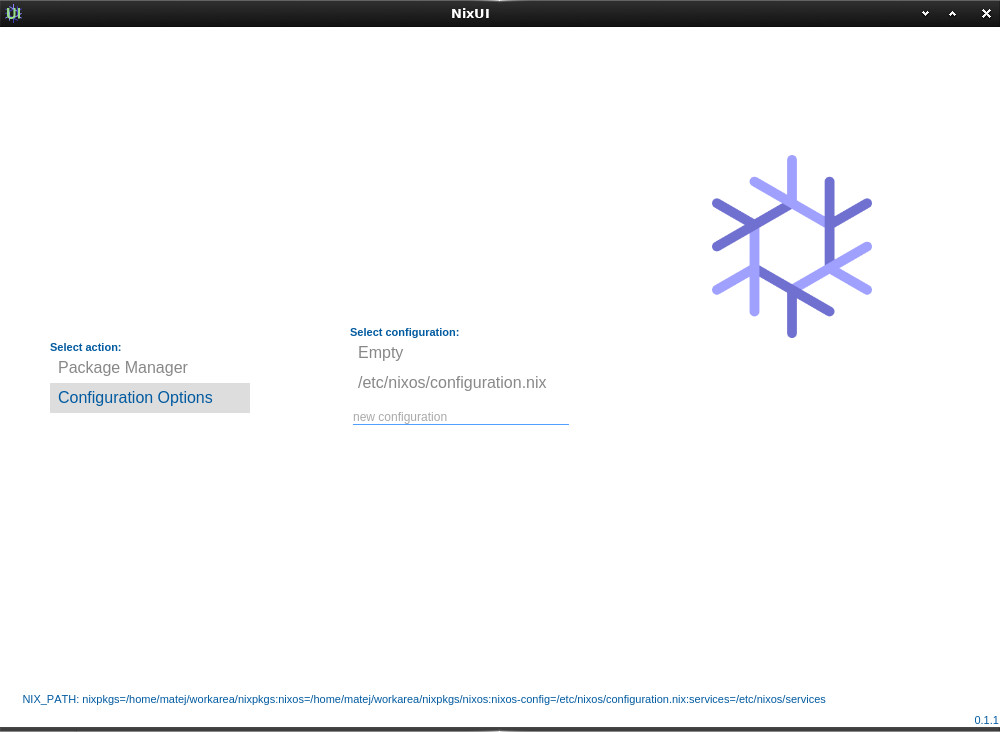 UI
NixUI
Select action:
Package Manager
Configuration Options
Select configuration:
Empty
/etc/nixos/configuration.nix
new configuration
NIX_PATH: nixpkgs=/home/matej/workarea/nixpkgs:nixos=/home/matej/workarea/nixpkgs/nixos:nixos-config=/etc/nixos/configuration.nix:services=/etc/nixos/services
0.1.1